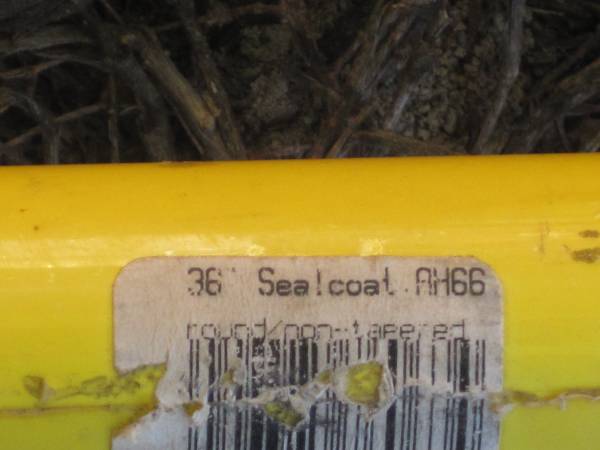 36" Sealcoat AH66
round/non-tapered